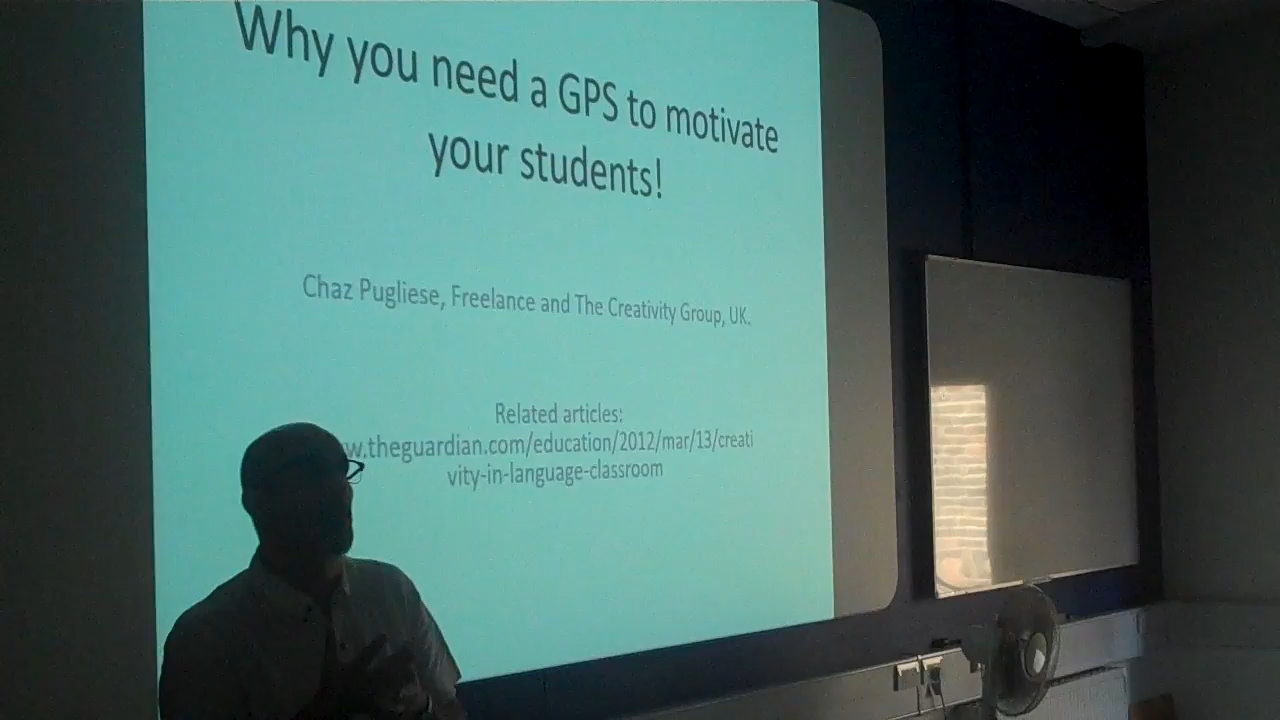 Why you need a GPS to motivate
your students!
Chaz Pugliese, Freelance and The Creativity Group, UK.
Related articles:
w.theguardian.com/education/2012/mar/13/creati
vity-in-language-classroom